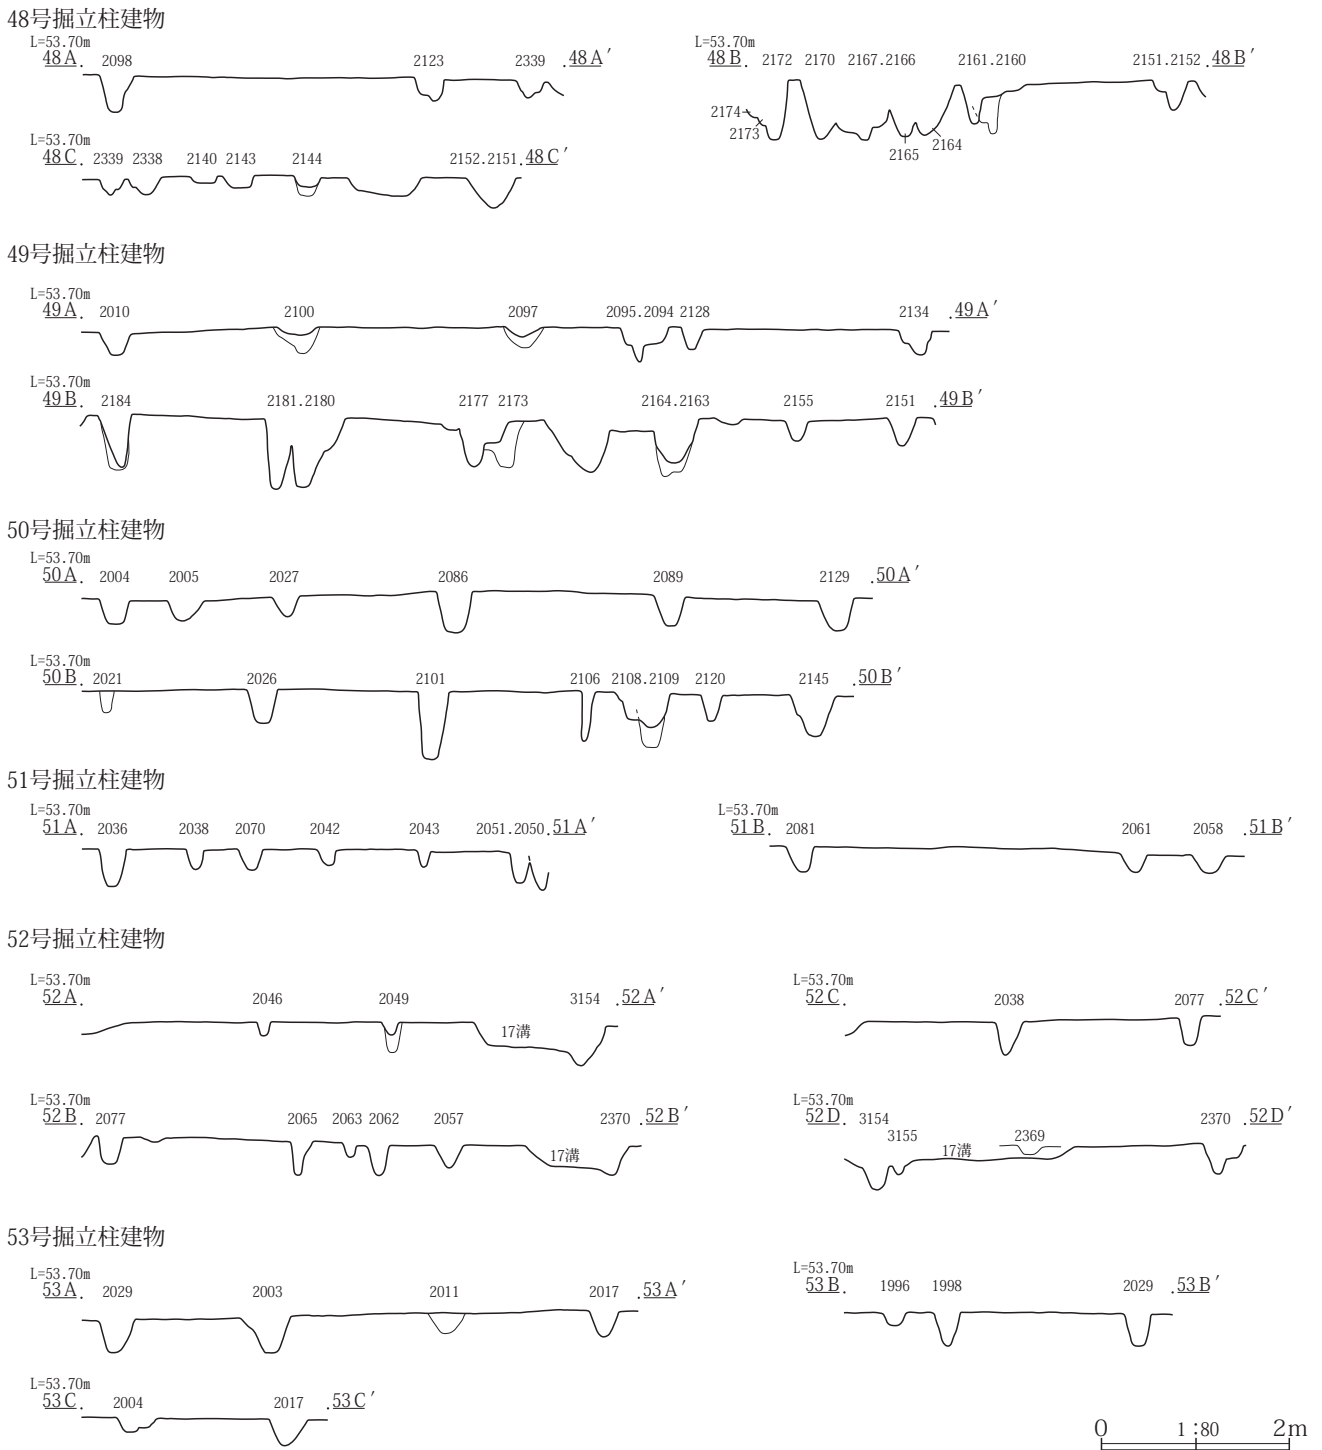 48号掘立柱建物
L=53.70m
48A. 2098 2123 2339 .48A′
L=53.70m
48B. 2172 2170 2167.2166 2161.2160 2151.2152 .48B′
2174
2173
2165
2164
L=53.70m
48C. 2339 2338 2140 2143 2144 2152.2151 .48C′
49号掘立柱建物
L=53.70m
49A. 2010 2100 2097 2095.2094 2128 2134 .49A′
L=53.70m
49B. 2184 2181.2180 2177 2173 2164.2163 2155 2151 .49B′
50号掘立柱建物
L=53.70m
50A. 2004 2005 2027 2086 2089 2129 .50A′
L=53.70m
50B. 2021 2026 2101 2106 2108.2109 2120 2145 .50B′
51号掘立柱建物
L=53.70m
51A. 2036 2038 2070 2042 2043 2051.2050 .51A′
L=53.70m
51B. 2081 2061 2058 .51B′
52号掘立柱建物
L=53.70m
52A. 2046 2049 3154 .52A′
17溝
L=53.70m
52C. 2038 2077 .52C′
L=53.70m
52B. 2077 2065 2063 2062 2057 2370 .52B′
17溝
L=53.70m
52D. 3154 2370 .52D′
3155 2369
17溝
53号掘立柱建物
L=53.70m
53A. 2029 2003 2011 2017 .53A′
L=53.70m
53B. 1996 1998 2029 .53B′
L=53.70m
53C. 2004 2017 .53C′
0 1:80 2m